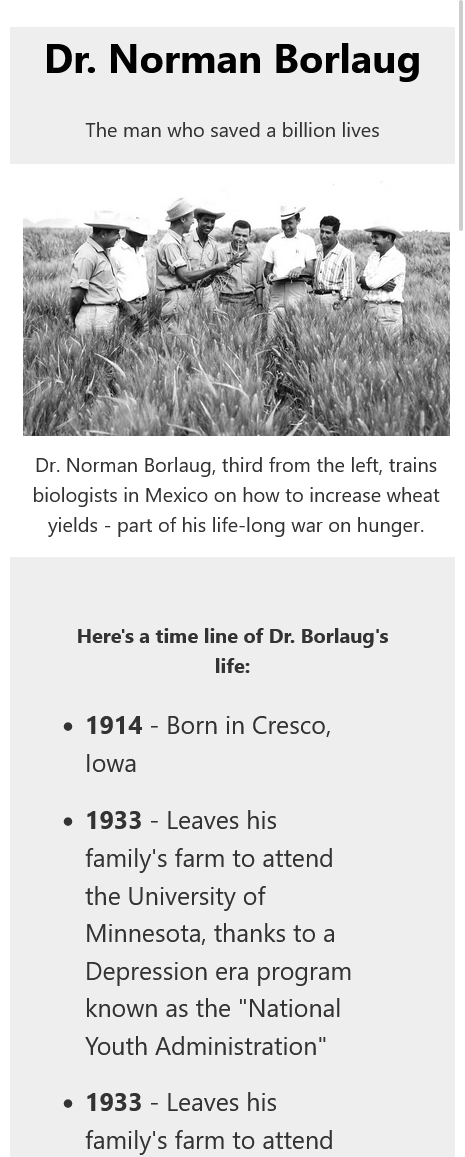 Dr. Norman Borlaug
The man who saved a billion lives
Dr. Norman Borlaug, third from the left, trains
biologists in Mexico on how to increase wheat
yields - part of his life-long war on hunger.
Here's a time line of Dr. Borlaug's
life:
• 1914 - Born in Cresco,
Iowa
• 1933 - Leaves his
family's farm to attend
the University of
Minnesota, thanks to a
Depression era program
known as the "National
Youth Administration"
• 1933 - Leaves his
family's farm to attend